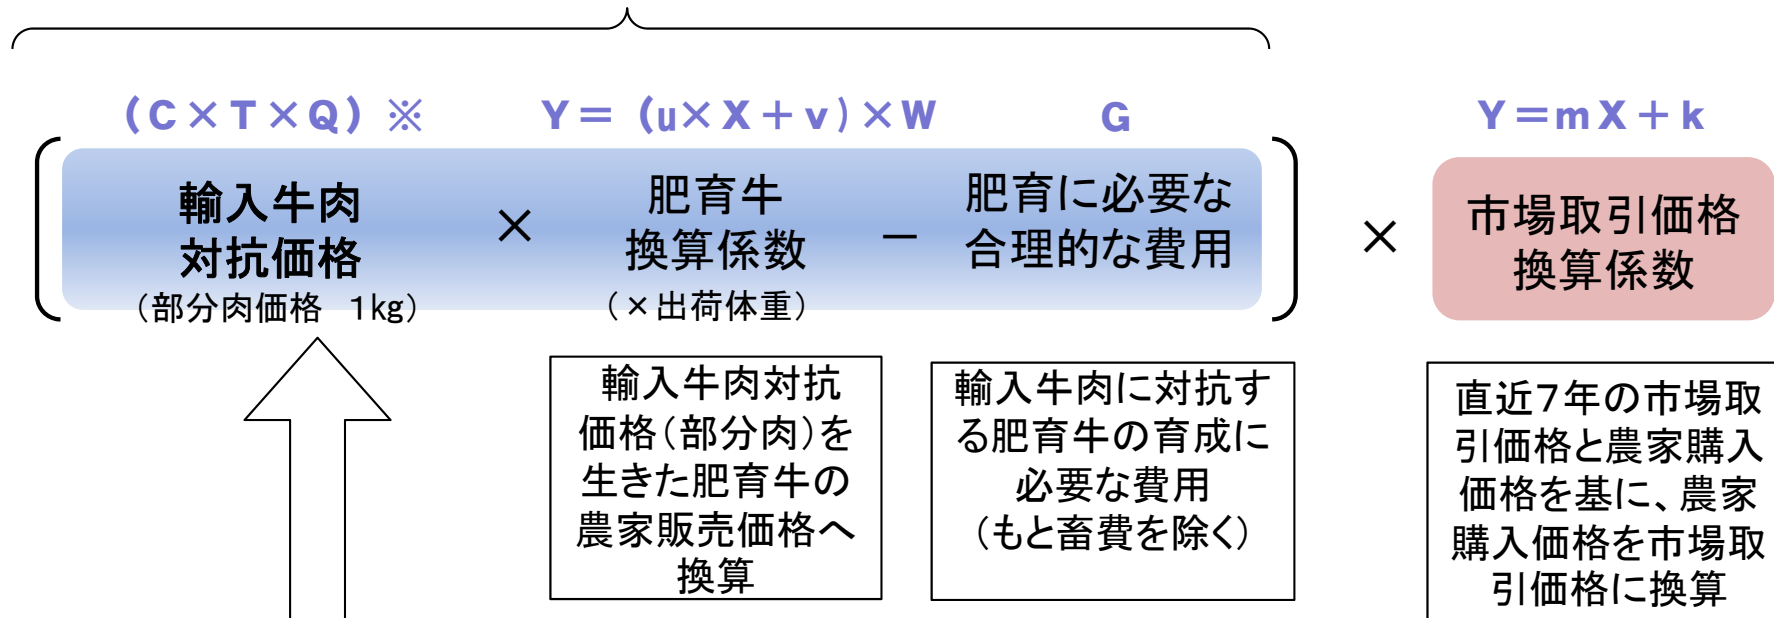 (C×T×Q)※ Y=(u×X+v)×W G Y=mX+k
輸入牛肉
対抗価格
(部分肉価格 1kg)
×
肥育牛
換算係数
(×出荷体重)
−
肥育に必要な
合理的な費用
×
市場取引価格
換算係数
輸入牛肉対抗
価格(部分肉)を
生きた肥育牛の
農家販売価格へ
換算
輸入牛肉に対抗す
る肥育牛の育成に
必要な費用
(もと畜費を除く)
直近7年の市場取
引価格と農家購入
価格を基に、農家
購入価格を市場取
引価格に換算